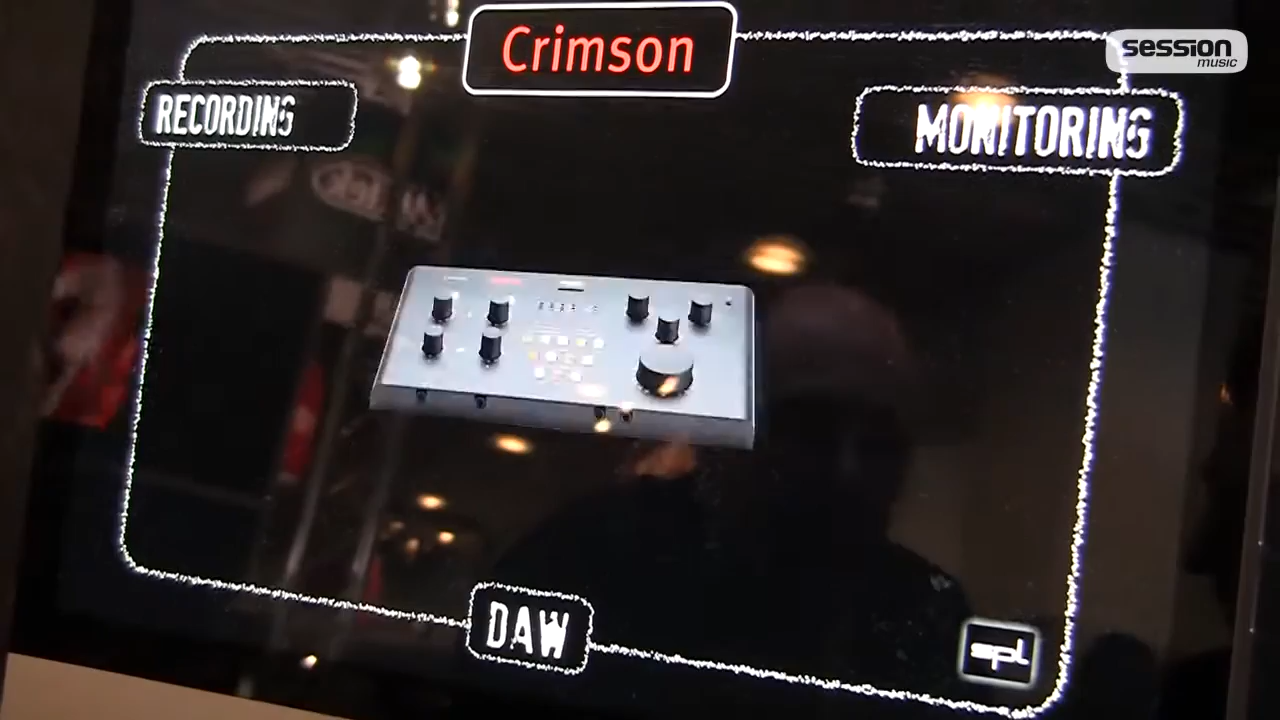 Crimson
session
music
RECORDING
MONITORING
DAW
spl